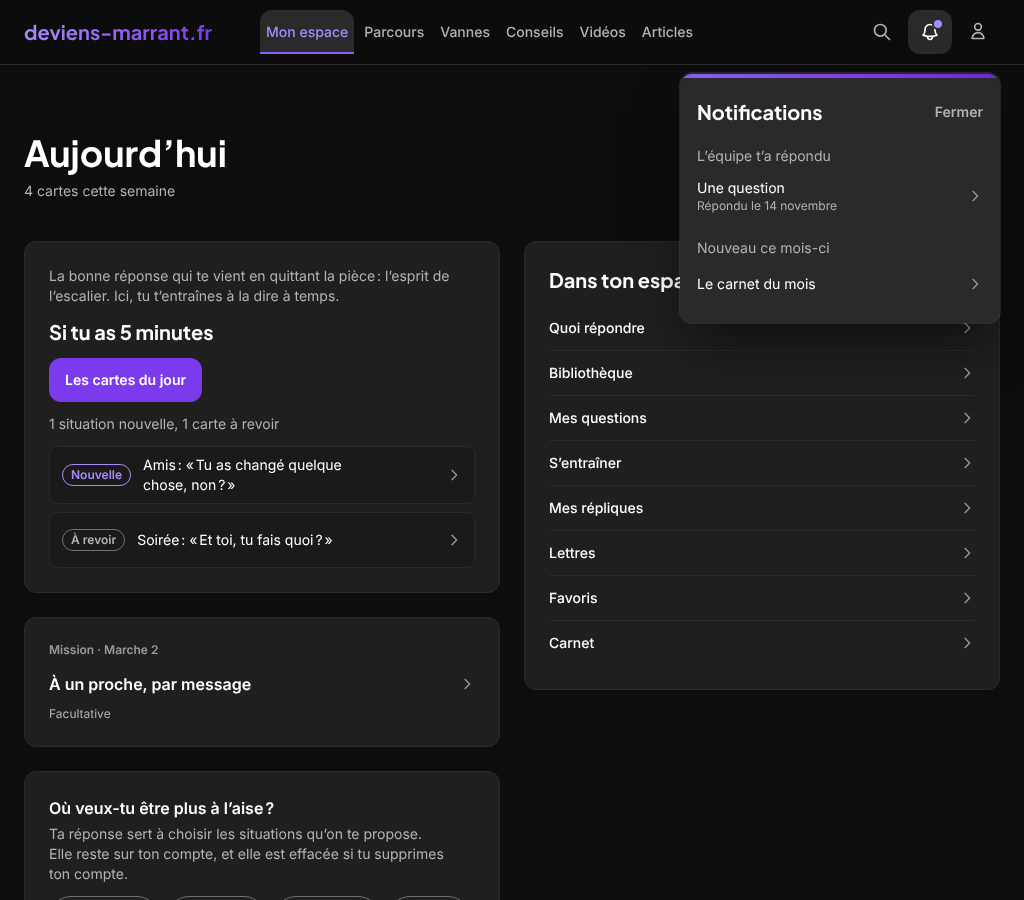 deviens-marrant.fr
Mon espace
Parcours
Vannes
Conseils
Vidéos
Articles
Notifications
Fermer
L’équipe t’a répondu
Une question
Répondu le 14 novembre
Nouveau ce mois-ci
Le carnet du mois
Aujourd’hui
4 cartes cette semaine
La bonne réponse qui te vient en quittant la pièce : l’esprit de
l’escalier. Ici, tu t’entraînes à la dire à temps.
Si tu as 5 minutes
Les cartes du jour
1 situation nouvelle, 1 carte à revoir
Nouvelle
Amis : « Tu as changé quelque
chose, non ? »
À revoir
Soirée : « Et toi, tu fais quoi ? »
Mission · Marche 2
À un proche, par message
Facultative
Où veux-tu être plus à l’aise ?
Ta réponse sert à choisir les situations qu’on te propose.
Elle reste sur ton compte, et elle est effacée si tu supprimes
ton compte.
Dans ton espa
Quoi répondre
Bibliothèque
Mes questions
S’entraîner
Mes répliques
Lettres
Favoris
Carnet